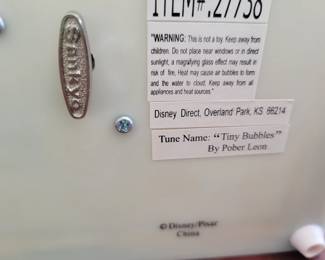 ITEM#:27738
"WARNING: This is not a toy. Keep away from
children. Do not place near windows or in direct
sunlight, a magnifying glass effect may result in
risk of fire, Heat may cause air bubbles to form
and the water to cloud. Keep away from all
appliances and heat sources."
Sankyo
Disney Direct, Overland Park, KS 66214
Tune Name: "Tiny Bubbles"
By Pober Leon
© Disney/Pixar
China